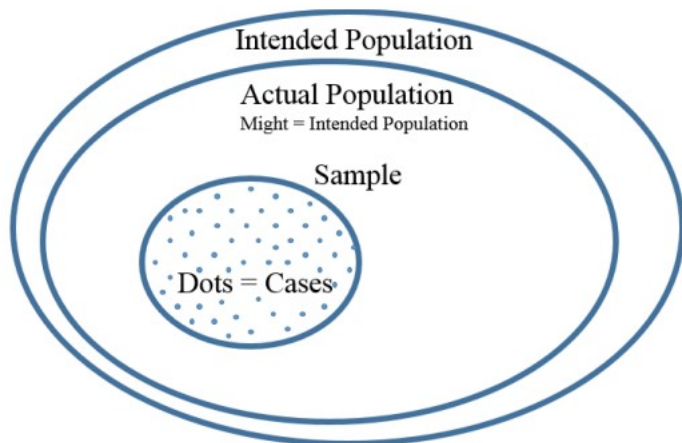 Intended Population
Actual Population
Might = Intended Population
Sample
Dots = Cases